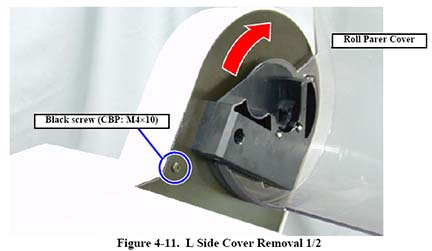 Roll Parer Cover
Black screw (CBP: M4×10)
Figure 4-11. L Side Cover Removal 1/2